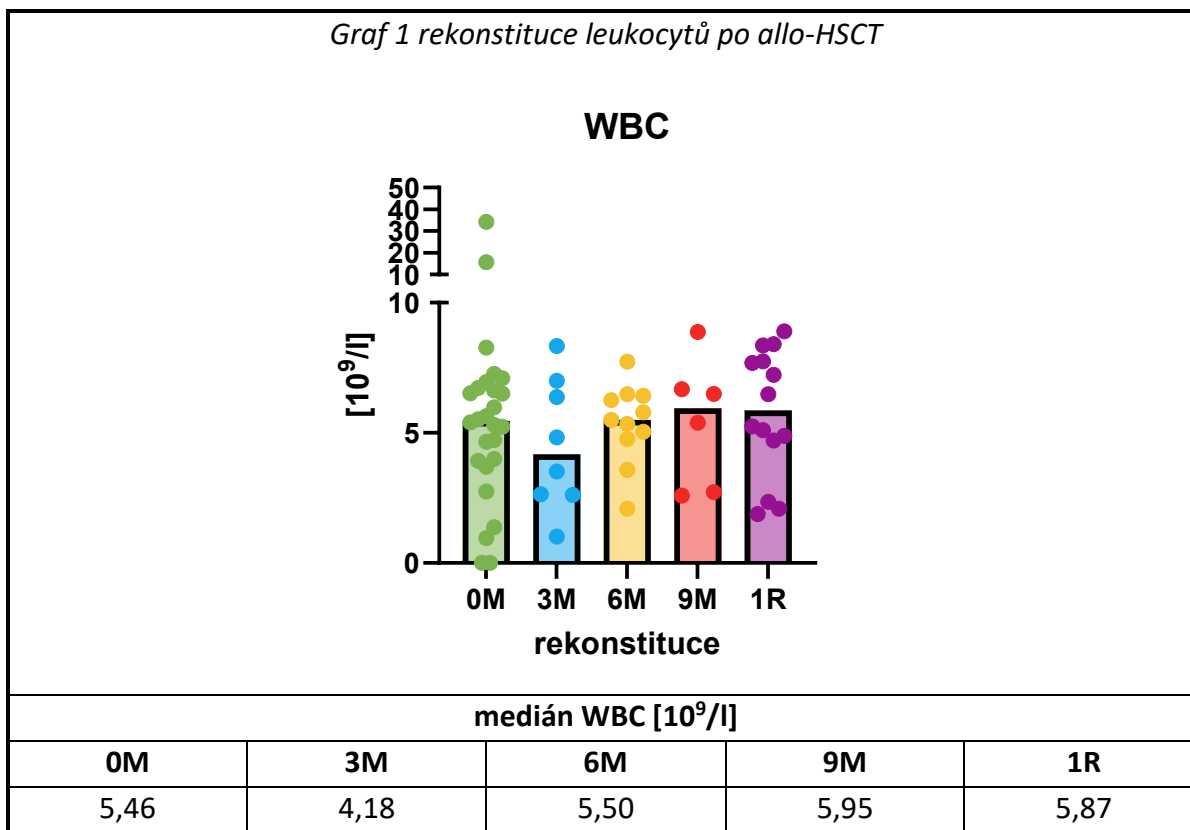 Graf 1 rekonstituce leukocytů po allo-HSCT
WBC
50
40
30
20
10
10
5
0
[10⁹/l]
0M 3M 6M 9M 1R
rekonstituce
medián WBC [10⁹/l]
0M 3M 6M 9M 1R
5,46 4,18 5,50 5,95 5,87